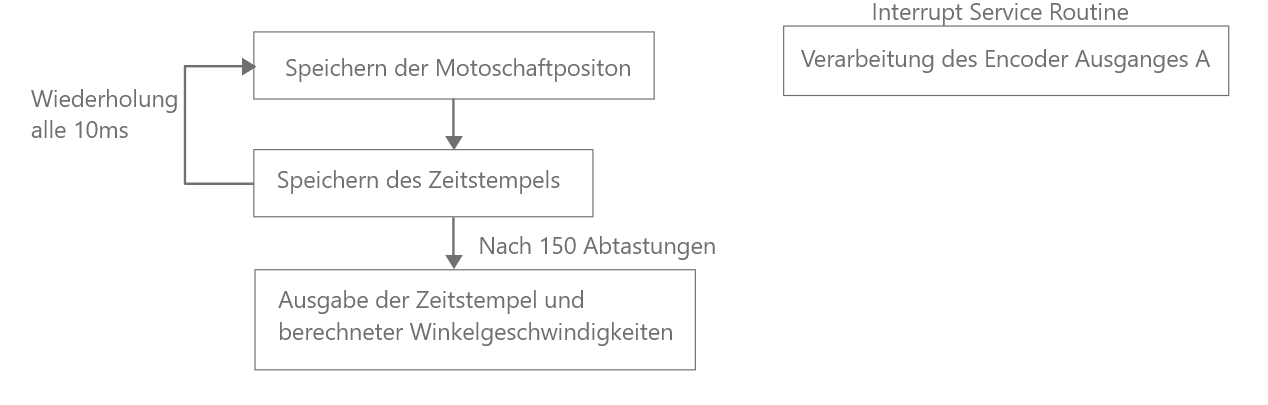 Interrupt Service Routine
Speichern der Motoschaftpositon
Verarbeitung des Encoder Ausganges A
Wiederholung
alle 10ms
Speichern des Zeitstempels
Nach 150 Abtastungen
Ausgabe der Zeitstempel und
berechneter Winkelgeschwindigkeiten